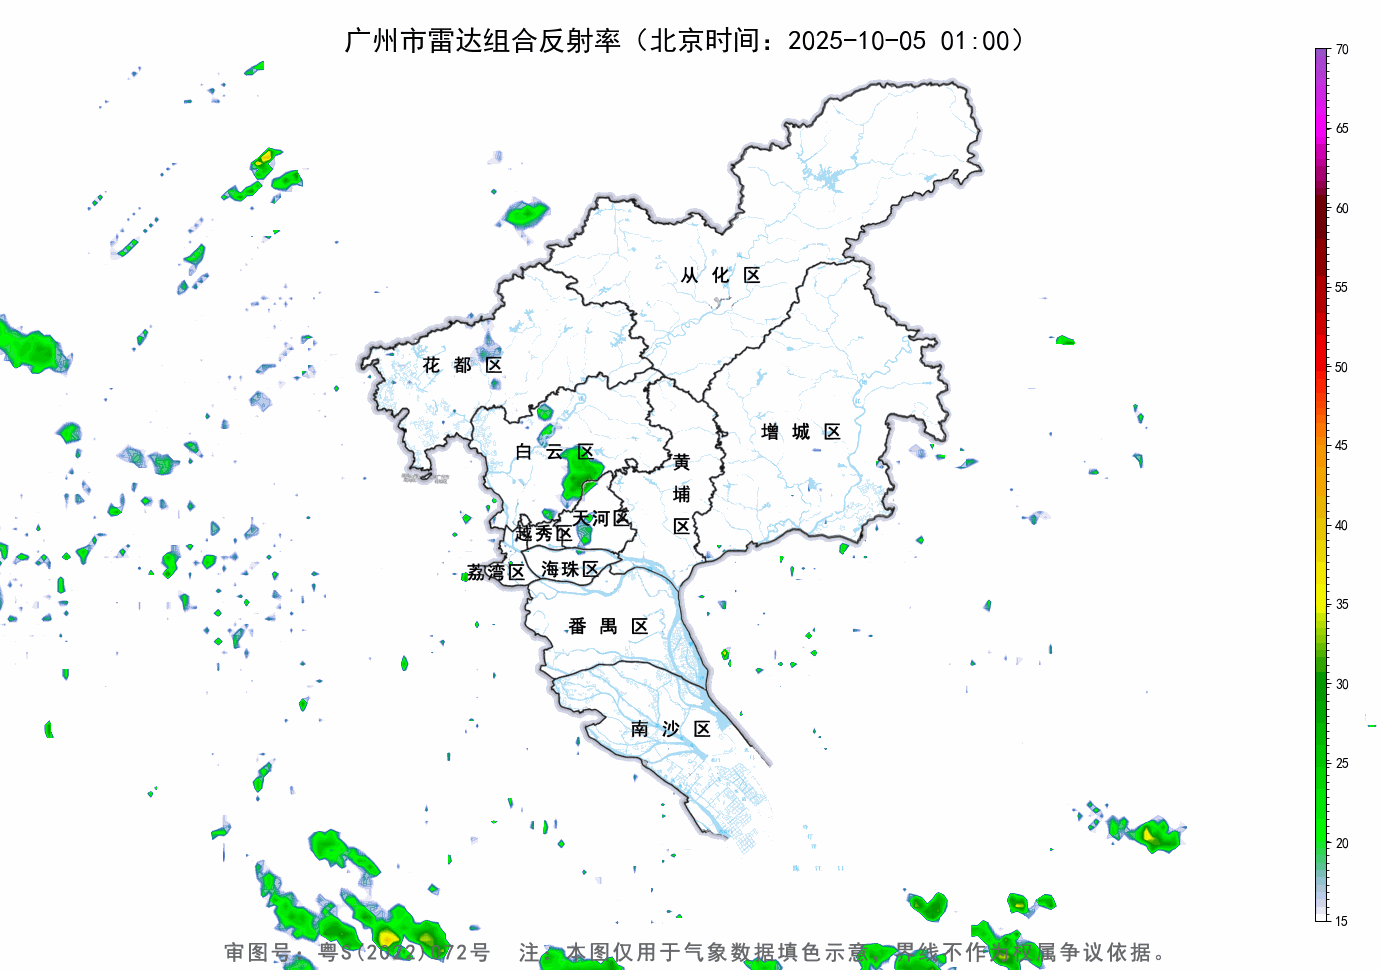 广州市雷达组合反射率（北京时间：2025-10-05 01:00）
70
65
60
55
50
45
40
35
30
25
20
15
从化区
花都区
增城区
白云区
黄埔区
天河区
越秀区
荔湾区
海珠区
番禺区
南沙区
审图号：粤S(2022)072号 注：本图仅用于气象数据填色示意，界线不作为权属争议依据。